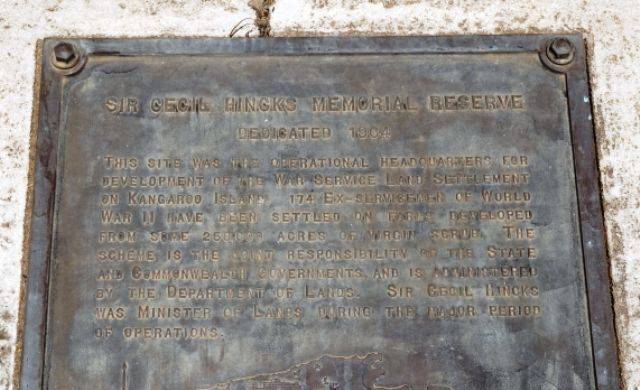 SIR CECIL HINCKS MEMORIAL RESERVE
DEDICATED 1964
THIS SITE WAS THE OPERATIONAL HEADQUARTERS FOR
DEVELOPMENT OF THE WAR SERVICE LAND SETTLEMENT
ON KANGAROO ISLAND. 174 EX-SERVICEMEN OF WORLD
WAR II HAVE BEEN SETTLED ON FARMS DEVELOPED
FROM SOME 250,000 ACRES OF VIRGIN SCRUB. THE
SCHEME IS THE JOINT RESPONSIBILITY OF THE STATE
AND COMMONWEALTH GOVERNMENTS AND IS ADMINISTERED
BY THE DEPARTMENT OF LANDS. SIR CECIL HINCKS
WAS MINISTER OF LANDS DURING THE MAJOR PERIOD
OF OPERATIONS.